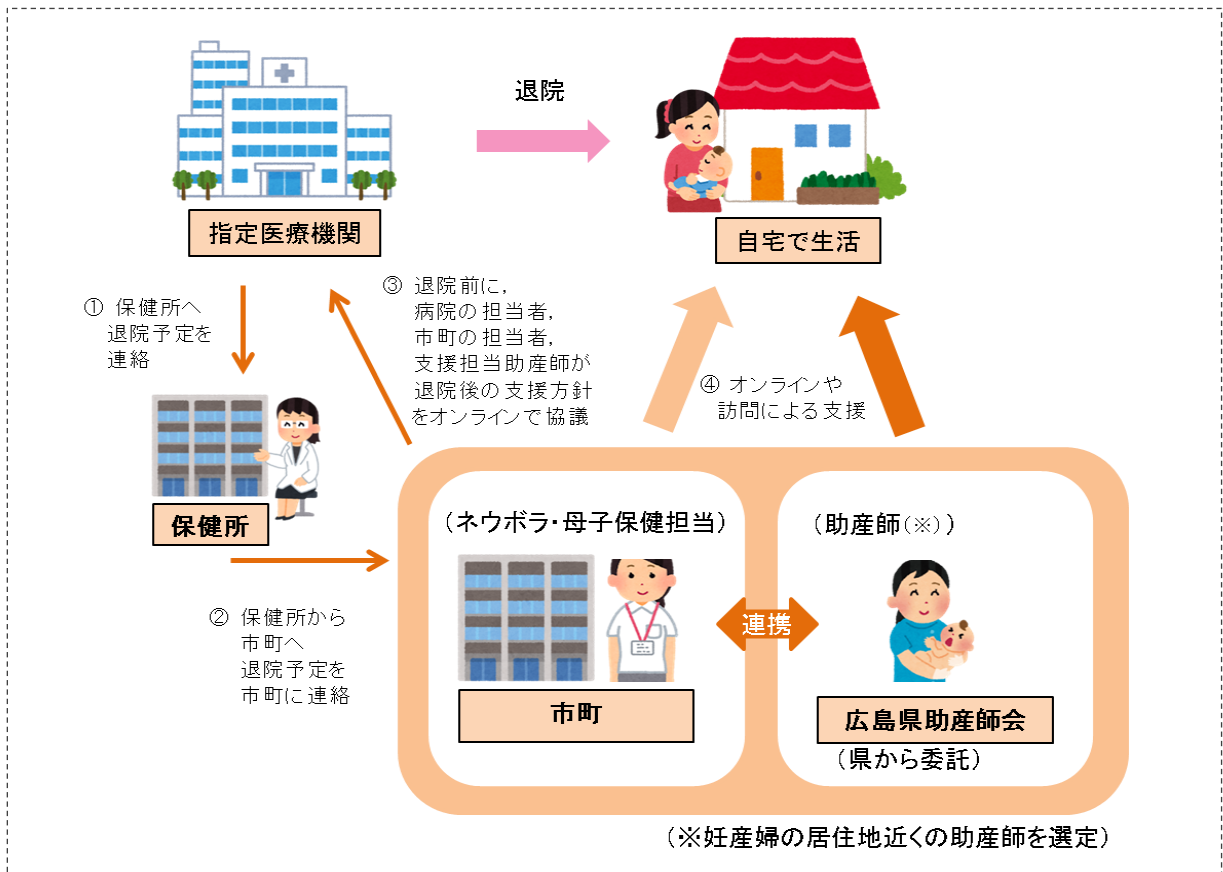 退院
指定医療機関
自宅で生活
① 保健所へ
退院予定を
連絡
③ 退院前に，
病院の担当者，
市町の担当者，
支援担当助産師が
退院後の支援方針
をオンラインで協議
④ オンラインや
訪問による支援
保健所
② 保健所から
市町へ
退院予定を
市町に連絡
（ネウボラ・母子保健担当）
（助産師（※））
連携
市町
広島県助産師会
（県から委託）
（※妊産婦の居住地近くの助産師を選定）